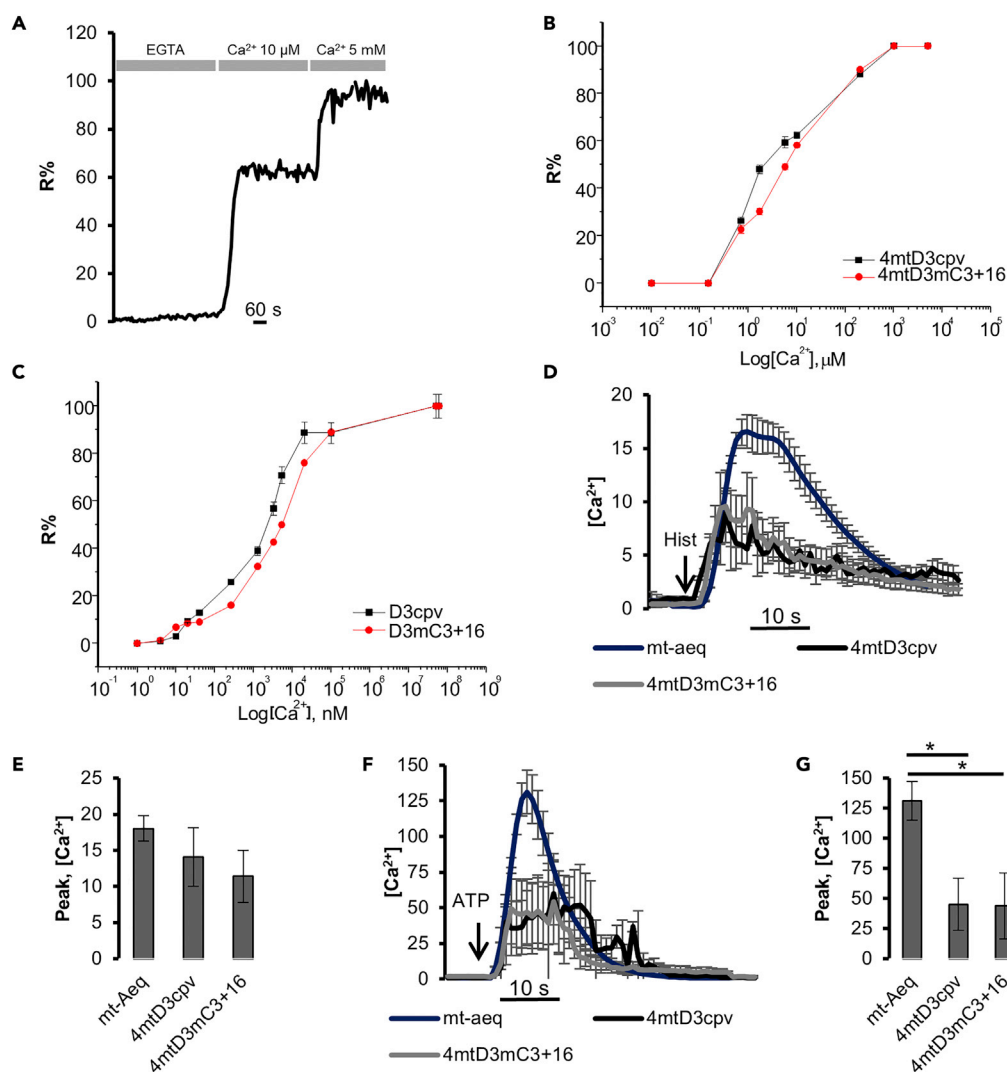 A
EGTA
Ca²⁺ 10 µM
Ca²⁺ 5 mM
R%
100
80
60
40
20
0
60 s
B
R%
100
80
60
40
20
0
4mtD3cpv
4mtD3mC3+16
10⁻³ 10⁻² 10⁻¹ 10⁰ 10¹ 10² 10³ 10⁴ 10⁵
Log[Ca²⁺], µM
C
R%
100
80
60
40
20
0
D3cpv
D3mC3+16
10⁻¹ 10⁰ 10¹ 10² 10³ 10⁴ 10⁵ 10⁶ 10⁷ 10⁸ 10⁹
Log[Ca²⁺], nM
D
[Ca²⁺]
20
15
10
5
0
Hist
10 s
mt-aeq
4mtD3cpv
4mtD3mC3+16
E
Peak, [Ca²⁺]
25
20
15
10
5
0
mt-Aeq
4mtD3cpv
4mtD3mC3+16
F
[Ca²⁺]
150
125
100
75
50
25
0
ATP
10 s
mt-aeq
4mtD3cpv
4mtD3mC3+16
G
*
*
Peak, [Ca²⁺]
150
125
100
75
50
25
0
mt-Aeq
4mtD3cpv
4mtD3mC3+16